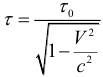 τ = τ₀ / √(1 − V²/c²)